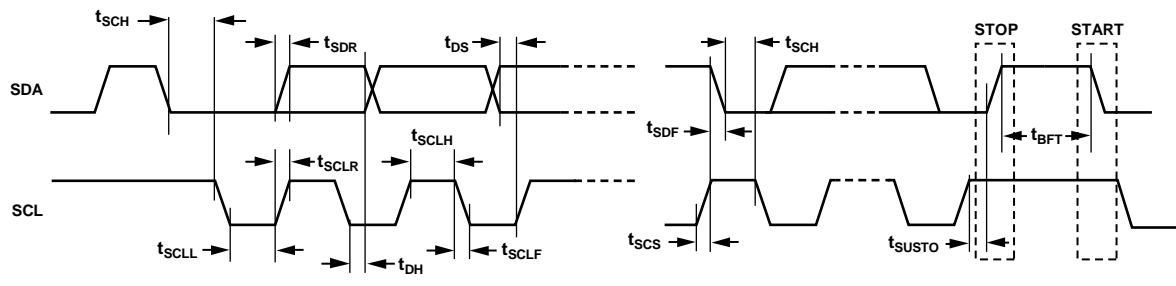 tSCH
tSDR
tDS
tSCH
STOP
START
SDA
tSDF
tBFT
tSCLH
tSCLR
SCL
tSCLL
tDH
tSCLF
tSCS
tSUSTO